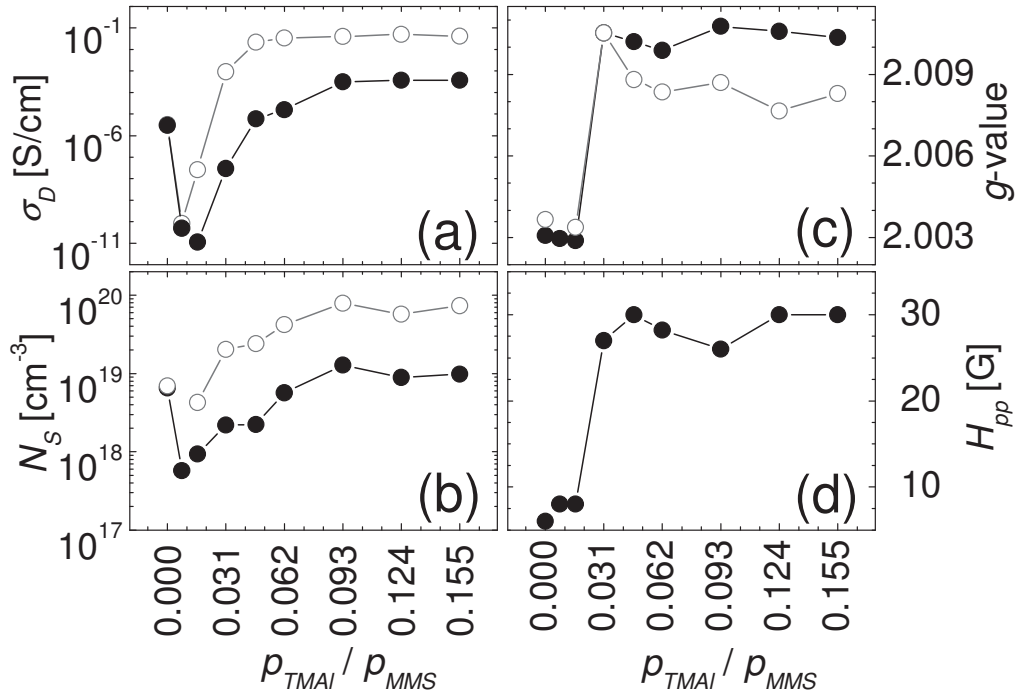 σ_D [S/cm]
10^-1
10^-6
10^-11
(a)
(c)
2.009
2.006
2.003
g-value
N_S [cm^-3]
10^20
10^19
10^18
10^17
(b)
(d)
30
20
10
H_pp [G]
0.000
0.031
0.062
0.093
0.124
0.155
0.000
0.031
0.062
0.093
0.124
0.155
p_TMAl / p_MMS
p_TMAl / p_MMS